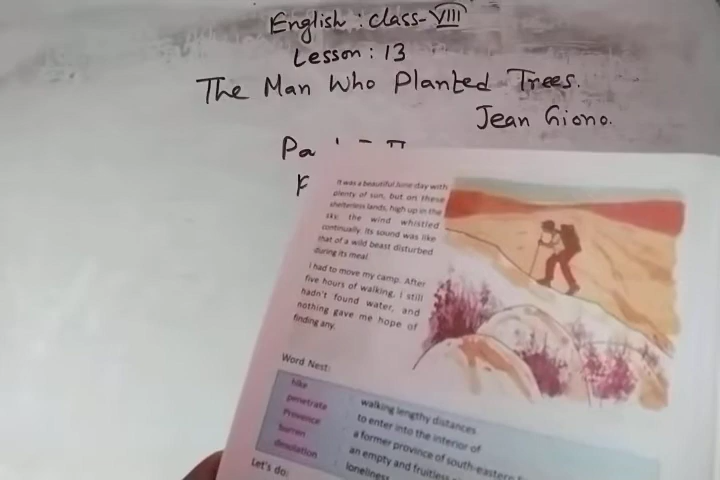 English : class-VIII
Lesson : 13
The Man Who Planted Trees.
Jean Giono.
Pa
It was a beautiful June day with
plenty of sun, but on these
shelterless lands, high up in the
sky, the wind whistled
continually. Its sound was like
that of a wild beast disturbed
during its meal
I had to move my camp. After
five hours of walking, I still
hadn't found water, and
nothing gave me hope of
finding any.
Word Nest:
hike : walking lengthy distances
penetrate : to enter into the interior of
Provence : a former province of south-eastern
barren : an empty and fruitless
desolation : loneliness
Let's do: